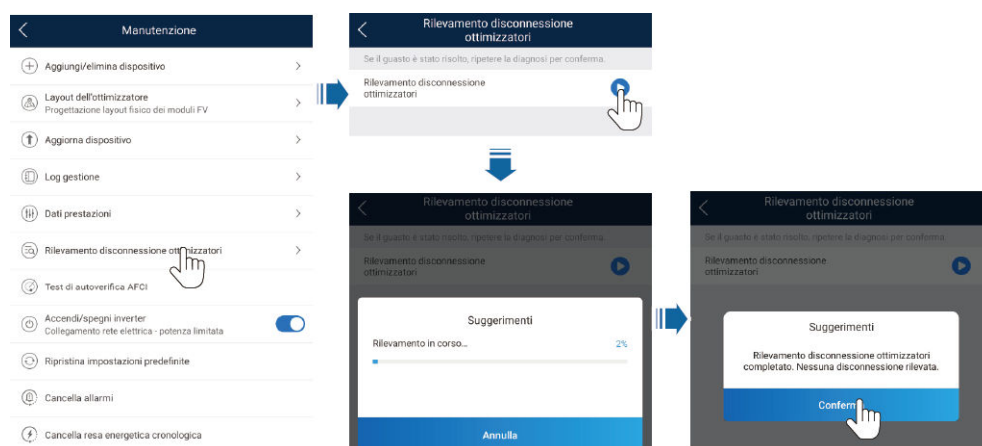 Manutenzione
Aggiungi/elimina dispositivo
Layout dell'ottimizzatore
Progettazione layout fisico dei moduli FV
Aggiorna dispositivo
Log gestione
Dati prestazioni
Rilevamento disconnessione ottimizzatori
Test di autoverifica AFCI
Accendi/spegni inverter
Collegamento rete elettrica - potenza limitata
Ripristina impostazioni predefinite
Cancella allarmi
Cancella resa energetica cronologica
Rilevamento disconnessione
ottimizzatori
Se il guasto è stato risolto, ripetere la diagnosi per conferma.
Rilevamento disconnessione
ottimizzatori
Rilevamento disconnessione
ottimizzatori
Se il guasto è stato risolto, ripetere la diagnosi per conferma.
Rilevamento disconnessione
ottimizzatori
Suggerimenti
Rilevamento in corso... 2%
Annulla
Rilevamento disconnessione
ottimizzatori
Se il guasto è stato risolto, ripetere la diagnosi per conferma.
Rilevamento disconnessione
ottimizzatori
Suggerimenti
Rilevamento disconnessione ottimizzatori
completato. Nessuna disconnessione rilevata.
Conferma